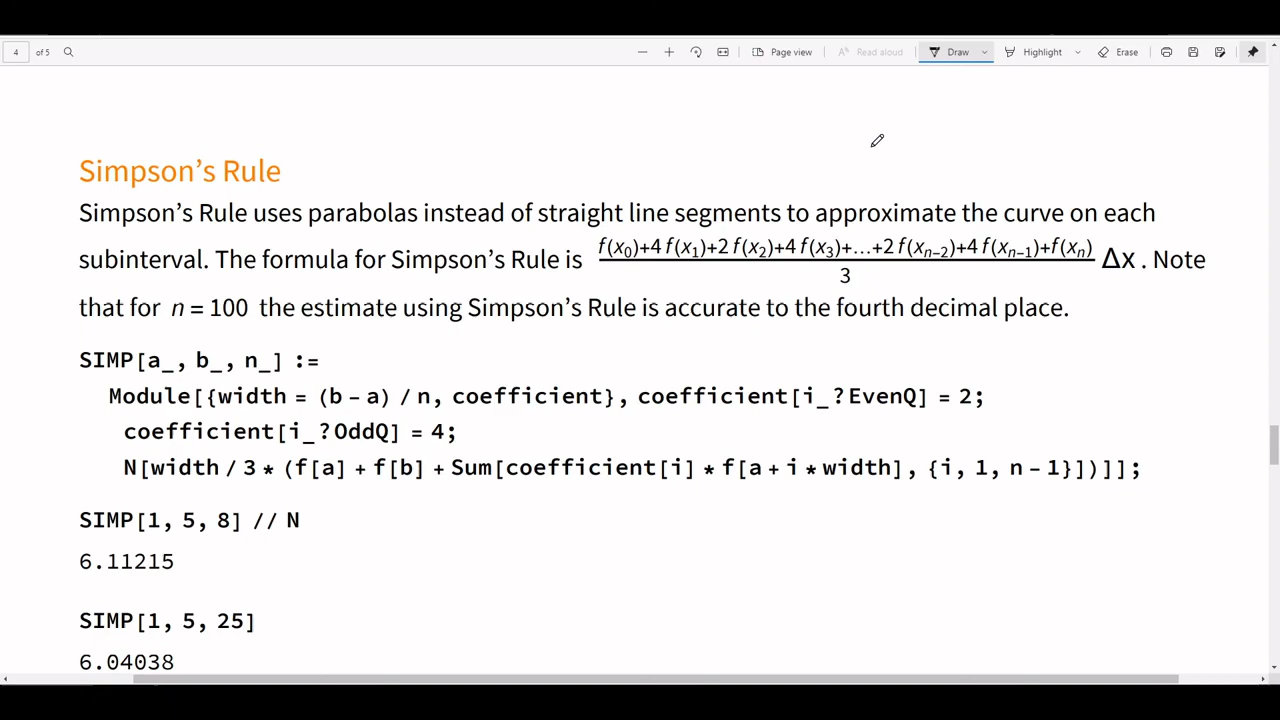 4 of 5 Page view Read aloud Draw Highlight Erase
Simpson's Rule
Simpson's Rule uses parabolas instead of straight line segments to approximate the curve on each
subinterval. The formula for Simpson's Rule is (f(x₀)+4 f(x₁)+2 f(x₂)+4 f(x₃)+…+2 f(xₙ₋₂)+4 f(xₙ₋₁)+f(xₙ))/3 Δx . Note
that for n = 100 the estimate using Simpson's Rule is accurate to the fourth decimal place.
SIMP[a_, b_, n_] :=
Module[{width = (b - a) / n, coefficient}, coefficient[i_?EvenQ] = 2;
coefficient[i_?OddQ] = 4;
N[width / 3 * (f[a] + f[b] + Sum[coefficient[i] * f[a + i * width], {i, 1, n - 1}])]];
SIMP[1, 5, 8] // N
6.11215
SIMP[1, 5, 25]
6.04038